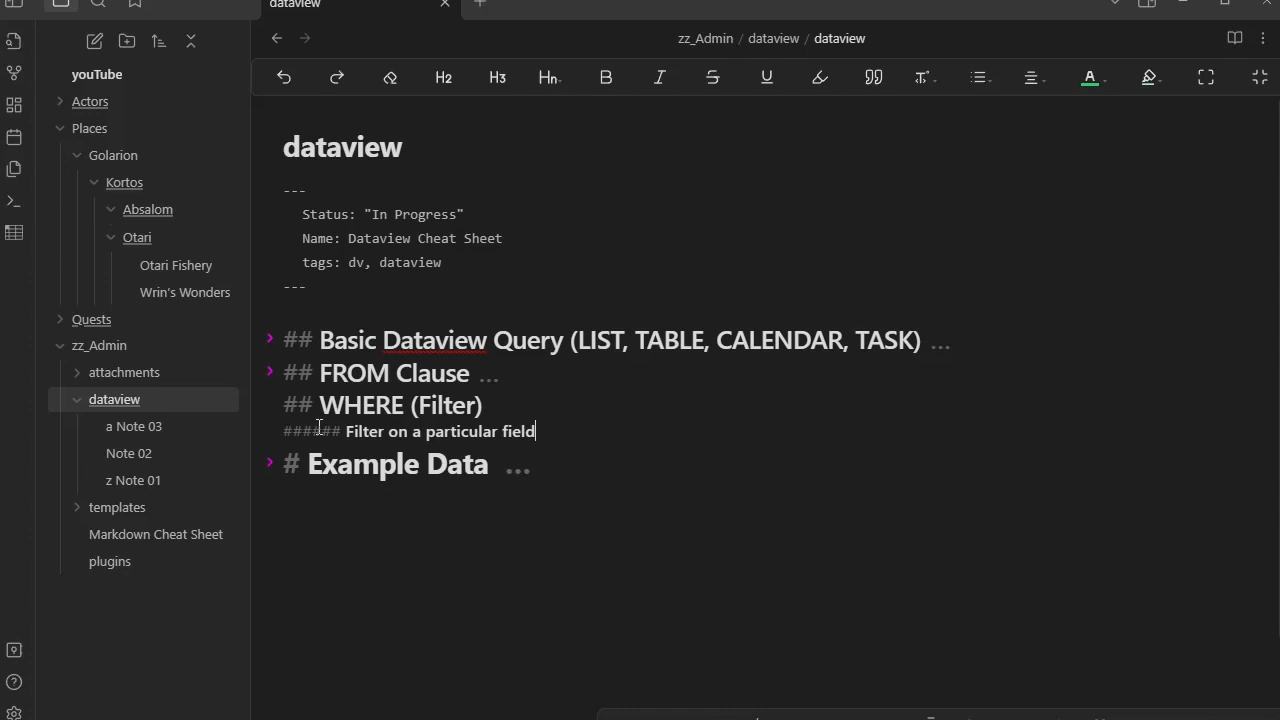 dataview
zz_Admin / dataview / dataview
H2 H3 Hn B I S U A
youTube
Actors
Places
Golarion
Kortos
Absalom
Otari
Otari Fishery
Wrin's Wonders
Quests
zz_Admin
attachments
dataview
a Note 03
Note 02
z Note 01
templates
Markdown Cheat Sheet
plugins
dataview
---
Status: "In Progress"
Name: Dataview Cheat Sheet
tags: dv, dataview
---
## Basic Dataview Query (LIST, TABLE, CALENDAR, TASK) ...
## FROM Clause ...
## WHERE (Filter)
###### Filter on a particular field
# Example Data ...